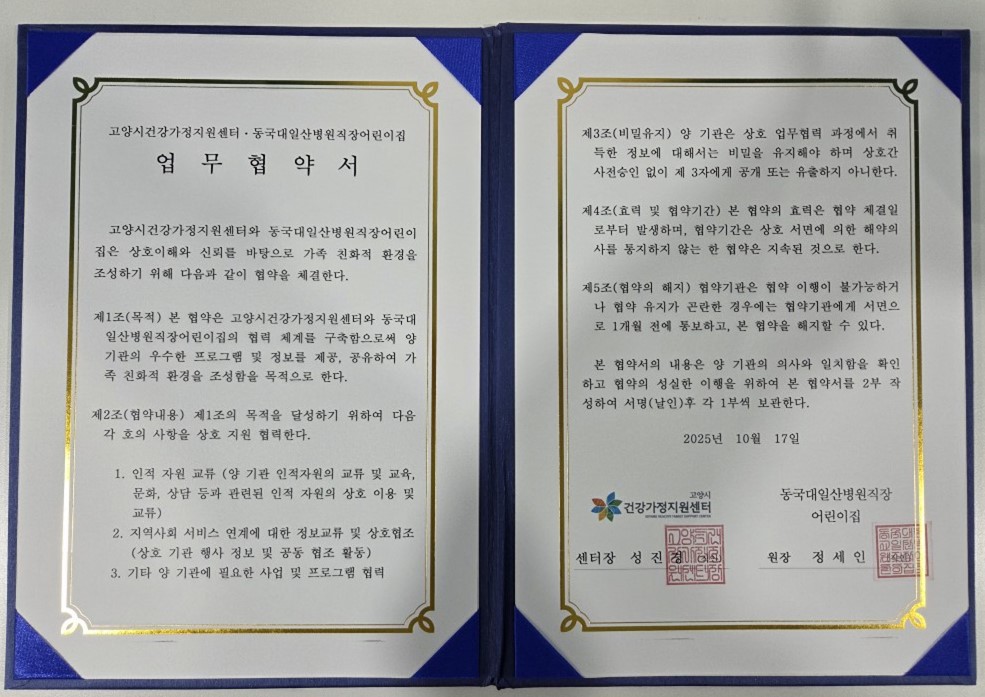 고양시건강가정지원센터 · 동국대일산병원직장어린이집
업 무 협 약 서
고양시건강가정지원센터와 동국대일산병원직장어린이
집은 상호이해와 신뢰를 바탕으로 가족 친화적 환경을
조성하기 위해 다음과 같이 협약을 체결한다.
제1조(목적) 본 협약은 고양시건강가정지원센터와 동국대
일산병원직장어린이집의 협력 체계를 구축함으로써 양
기관의 우수한 프로그램 및 정보를 제공, 공유하여 가
족 친화적 환경을 조성함을 목적으로 한다.
제2조(협약내용) 제1조의 목적을 달성하기 위하여 다음
각 호의 사항을 상호 지원 협력한다.
1. 인적 자원 교류 (양 기관 인적자원의 교류 및 교육,
문화, 상담 등과 관련된 인적 자원의 상호 이용 및
교류)
2. 지역사회 서비스 연계에 대한 정보교류 및 상호협조
(상호 기관 행사 정보 및 공동 협조 활동)
3. 기타 양 기관에 필요한 사업 및 프로그램 협력
제3조(비밀유지) 양 기관은 상호 업무협력 과정에서 취
득한 정보에 대해서는 비밀을 유지해야 하며 상호간
사전승인 없이 제 3자에게 공개 또는 유출하지 아니한다.
제4조(효력 및 협약기간) 본 협약의 효력은 협약 체결일
로부터 발생하며, 협약기간은 상호 서면에 의한 해약의
사를 통지하지 않는 한 협약은 지속된 것으로 한다.
제5조(협약의 해지) 협약기관은 협약 이행이 불가능하거
나 협약 유지가 곤란한 경우에는 협약기관에게 서면으
로 1개월 전에 통보하고, 본 협약을 해지할 수 있다.
본 협약서의 내용은 양 기관의 의사와 일치함을 확인
하고 협약의 성실한 이행을 위하여 본 협약서를 2부 작
성하여 서명(날인)후 각 1부씩 보관한다.
2025년 10월 17일
고양시
건강가정지원센터
센터장 성 진 경
동국대일산병원직장
어린이집
원장 정 세 인